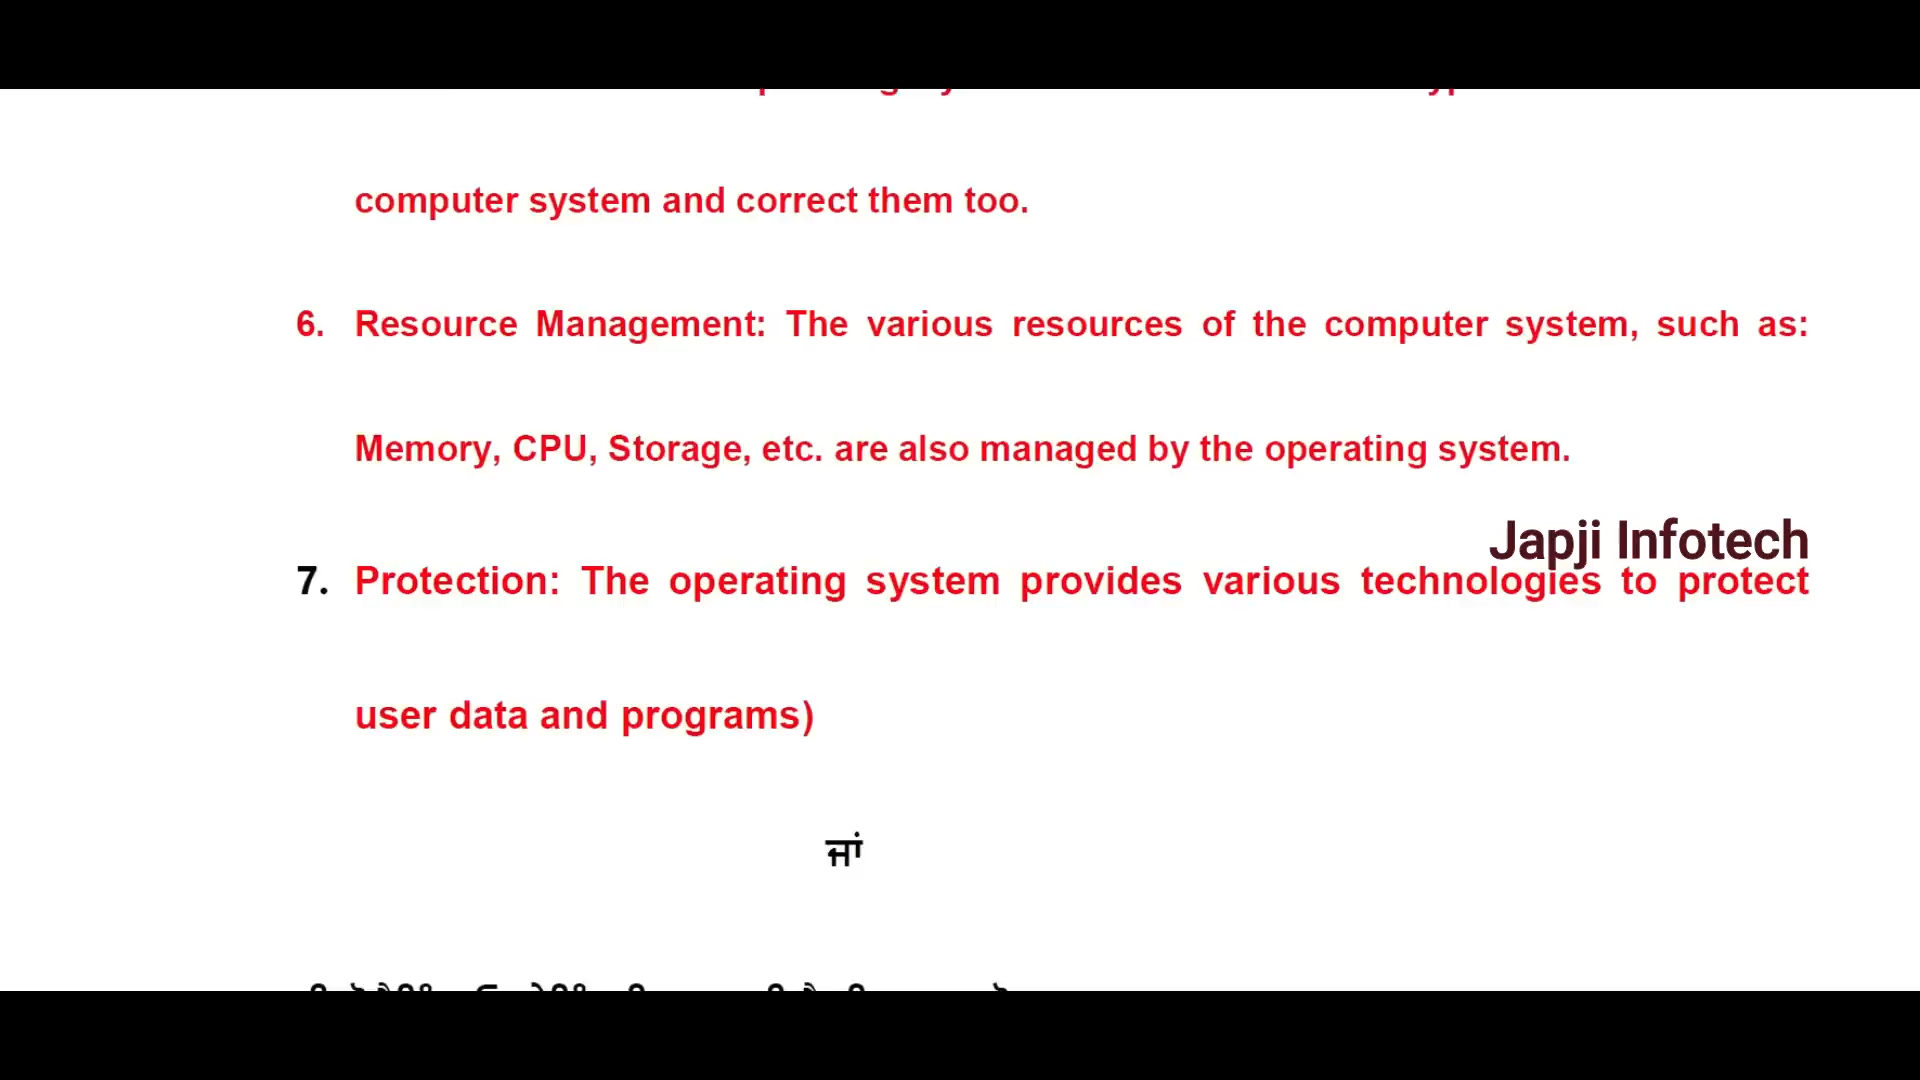 computer system and correct them too.
6. Resource Management: The various resources of the computer system, such as:
Memory, CPU, Storage, etc. are also managed by the operating system.
Japji Infotech
7. Protection: The operating system provides various technologies to protect
user data and programs)
ਜਾਂ